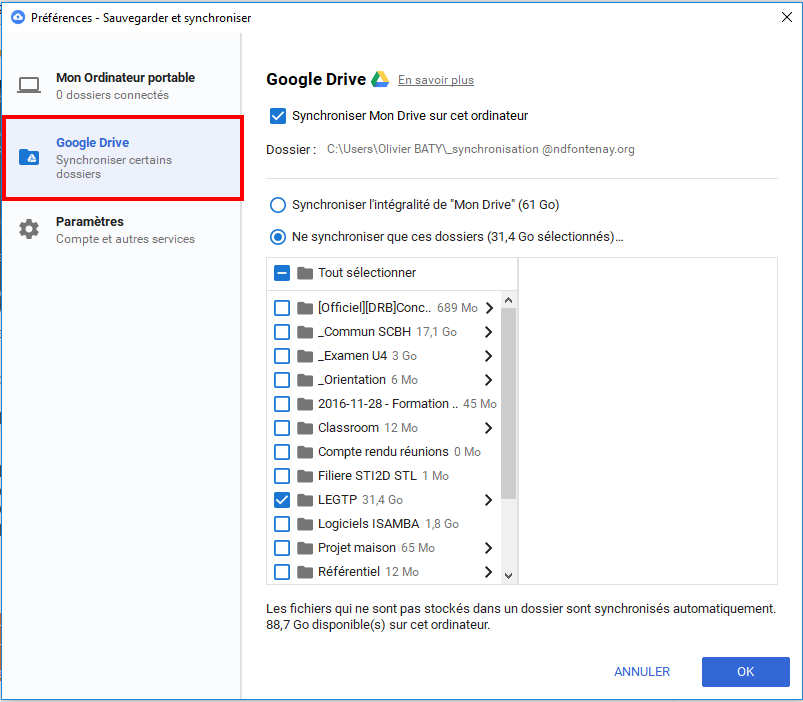 Préférences - Sauvegarder et synchroniser
Mon Ordinateur portable
0 dossiers connectés
Google Drive
Synchroniser certains
dossiers
Paramètres
Compte et autres services
Google Drive En savoir plus
Synchroniser Mon Drive sur cet ordinateur
Dossier : C:\Users\Olivier BATY\_synchronisation @ndfontenay.org
Synchroniser l'intégralité de "Mon Drive" (61 Go)
Ne synchroniser que ces dossiers (31,4 Go sélectionnés)...
Tout sélectionner
[Officiel][DRB]Conc.. 689 Mo
_Commun SCBH 17,1 Go
_Examen U4 3 Go
_Orientation 6 Mo
2016-11-28 - Formation .. 45 Mo
Classroom 12 Mo
Compte rendu réunions 0 Mo
Filiere STI2D STL 1 Mo
LEGTP 31,4 Go
Logiciels ISAMBA 1,8 Go
Projet maison 65 Mo
Référentiel 12 Mo
Les fichiers qui ne sont pas stockés dans un dossier sont synchronisés automatiquement.
88,7 Go disponible(s) sur cet ordinateur.
ANNULER OK